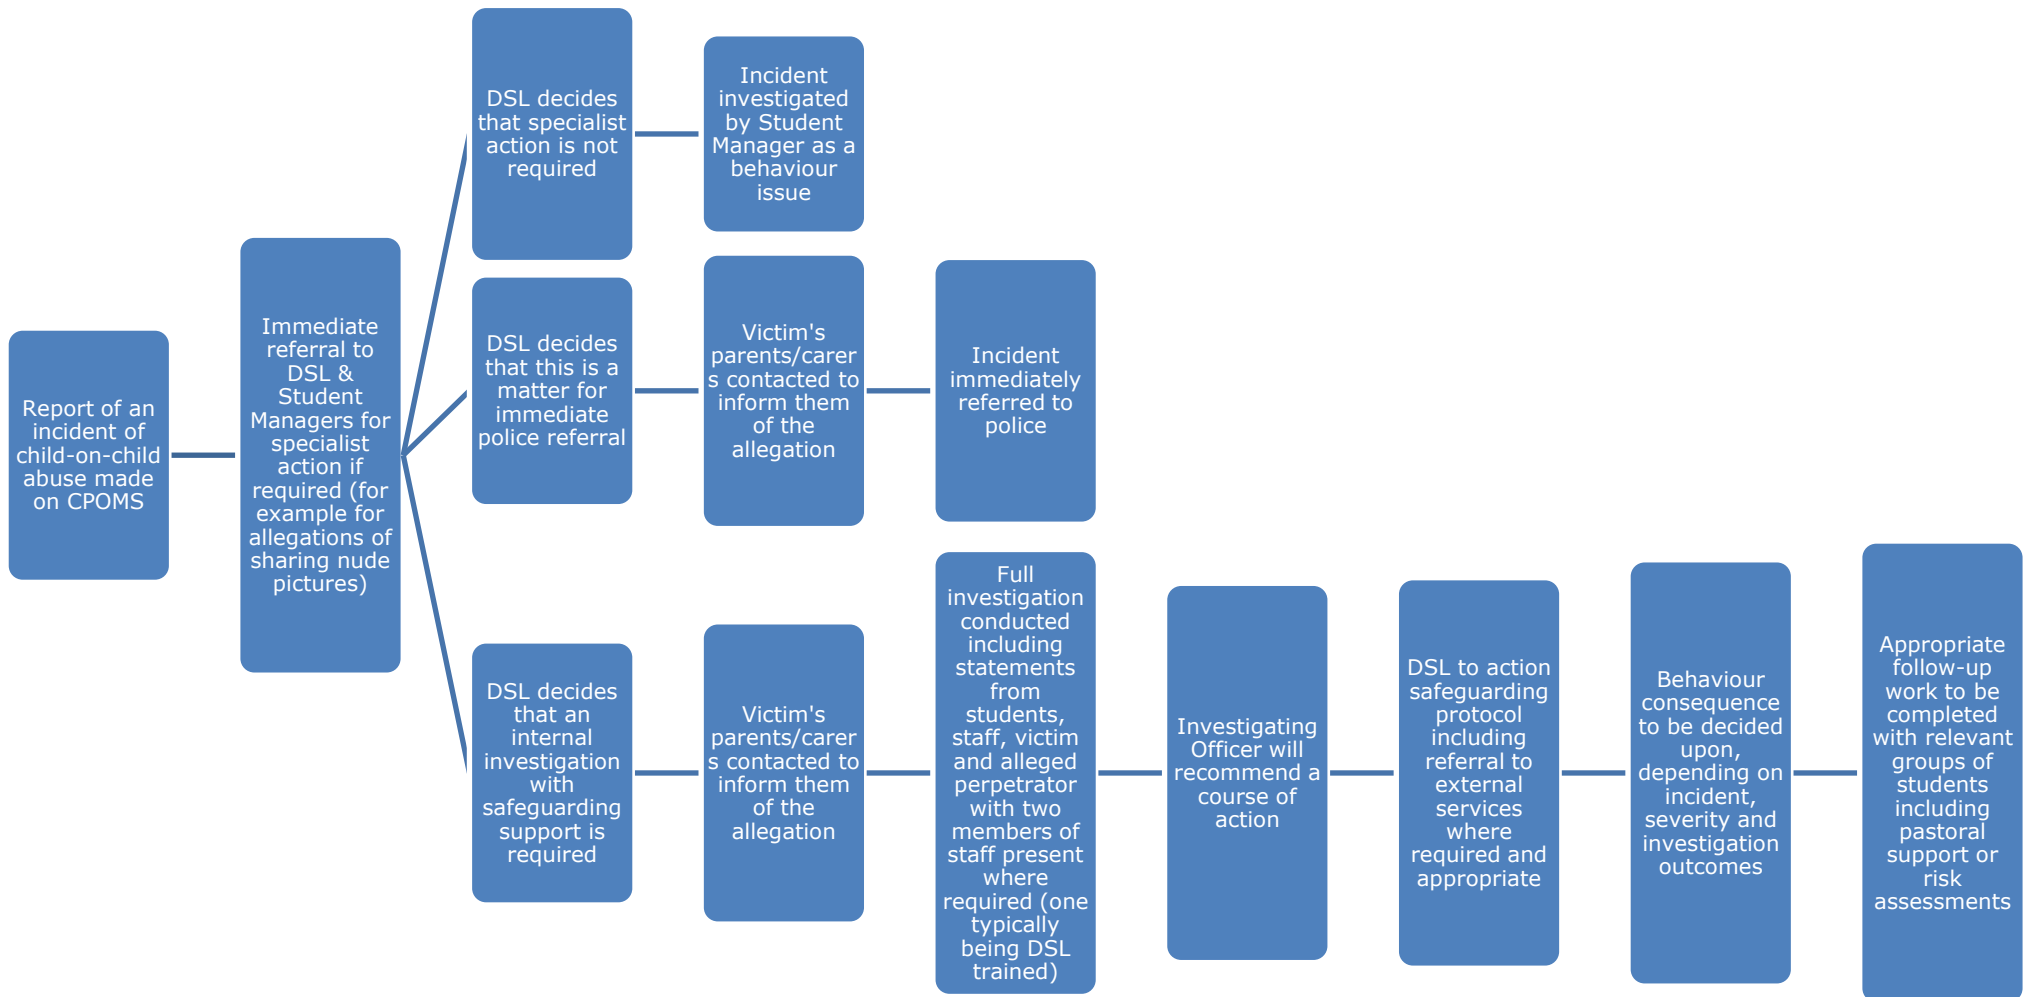 Report of an
incident of
child-on-child
abuse made
on CPOMS
Immediate
referral to
DSL &
Student
Managers for
specialist
action if
required (for
example for
allegations of
sharing nude
pictures)
DSL decides
that specialist
action is not
required
Incident
investigated
by Student
Manager as a
behaviour
issue
DSL decides
that this is a
matter for
immediate
police referral
Victim's
parents/carer
s contacted to
inform them
of the
allegation
Incident
immediately
referred to
police
DSL decides
that an
internal
investigation
with
safeguarding
support is
required
Victim's
parents/carer
s contacted to
inform them
of the
allegation
Full
investigation
conducted
including
statements
from
students,
staff, victim
and alleged
perpetrator
with two
members of
staff present
where
required (one
typically
being DSL
trained)
Investigating
Officer will
recommend a
course of
action
DSL to action
safeguarding
protocol
including
referral to
external
services
where
required and
appropriate
Behaviour
consequence
to be decided
upon,
depending on
incident,
severity and
investigation
outcomes
Appropriate
follow-up
work to be
completed
with relevant
groups of
students
including
pastoral
support or
risk
assessments